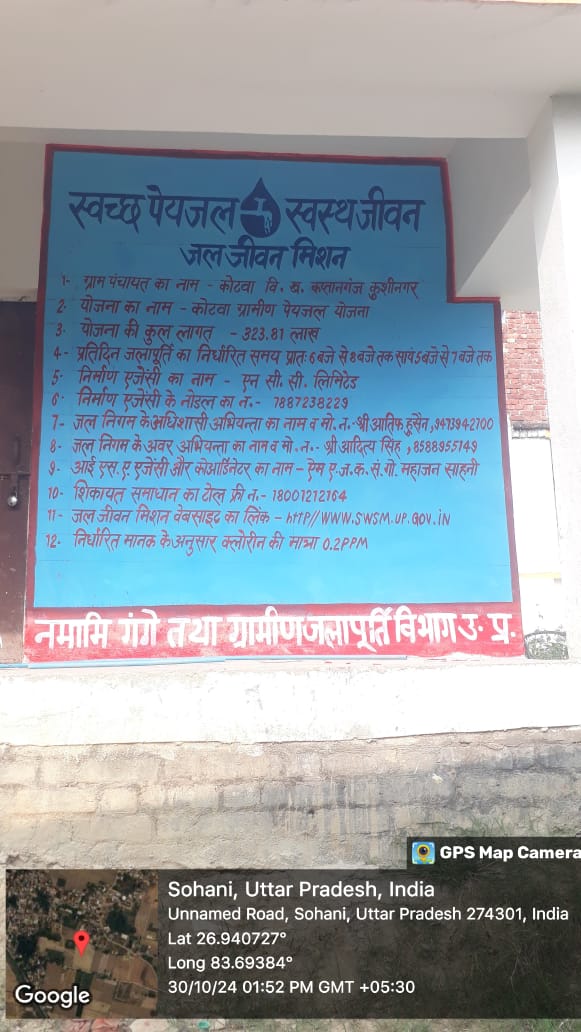 स्वच्छ पेयजल स्वस्थ जीवन
जल जीवन मिशन
1- ग्राम पंचायत का नाम - कोटवा वि. ख. कप्तानगंज कुशीनगर
2- योजना का नाम - कोटवा ग्रामीण पेयजल योजना
3- योजना की कुल लागत - 323.81 लाख
4- प्रतिदिन जलापूर्ति का निर्धारित समय प्रातः 6 बजे से 8 बजे तक सायं 5 बजे से 7 बजे तक
5- निर्माण एजेंसी का नाम - एन सी. सी. लिमिटेड
6- निर्माण एजेंसी के नोडल का न.- 7887238229
7- जल निगम के अधिशासी अभियन्ता का नाम व मो. न.- श्री आतिफ हुसैन, 9473942700
8- जल निगम के अवर अभियन्ता का नाम व मो. न.- श्री आदित्य सिंह, 8588955149
9- आई एस. ए एजेंसी और कोआर्डिनेटर का नाम - ऐम ए. ज. क. सं. गो. महाजन साहनी
10- शिकायत समाधान का टोल फ्री न.- 18001212164
11- जल जीवन मिशन वेबसाइट का लिंक - http//WWW.SWSM.UP.GOV.IN
12- निर्धारित मानक के अनुसार क्लोरीन की मात्रा 0.2PPM
नमामि गंगे तथा ग्रामीण जलापूर्ति विभाग उ. प्र.
GPS Map Camera
Sohani, Uttar Pradesh, India
Unnamed Road, Sohani, Uttar Pradesh 274301, India
Lat 26.940727°
Long 83.69384°
30/10/24 01:52 PM GMT +05:30
Google